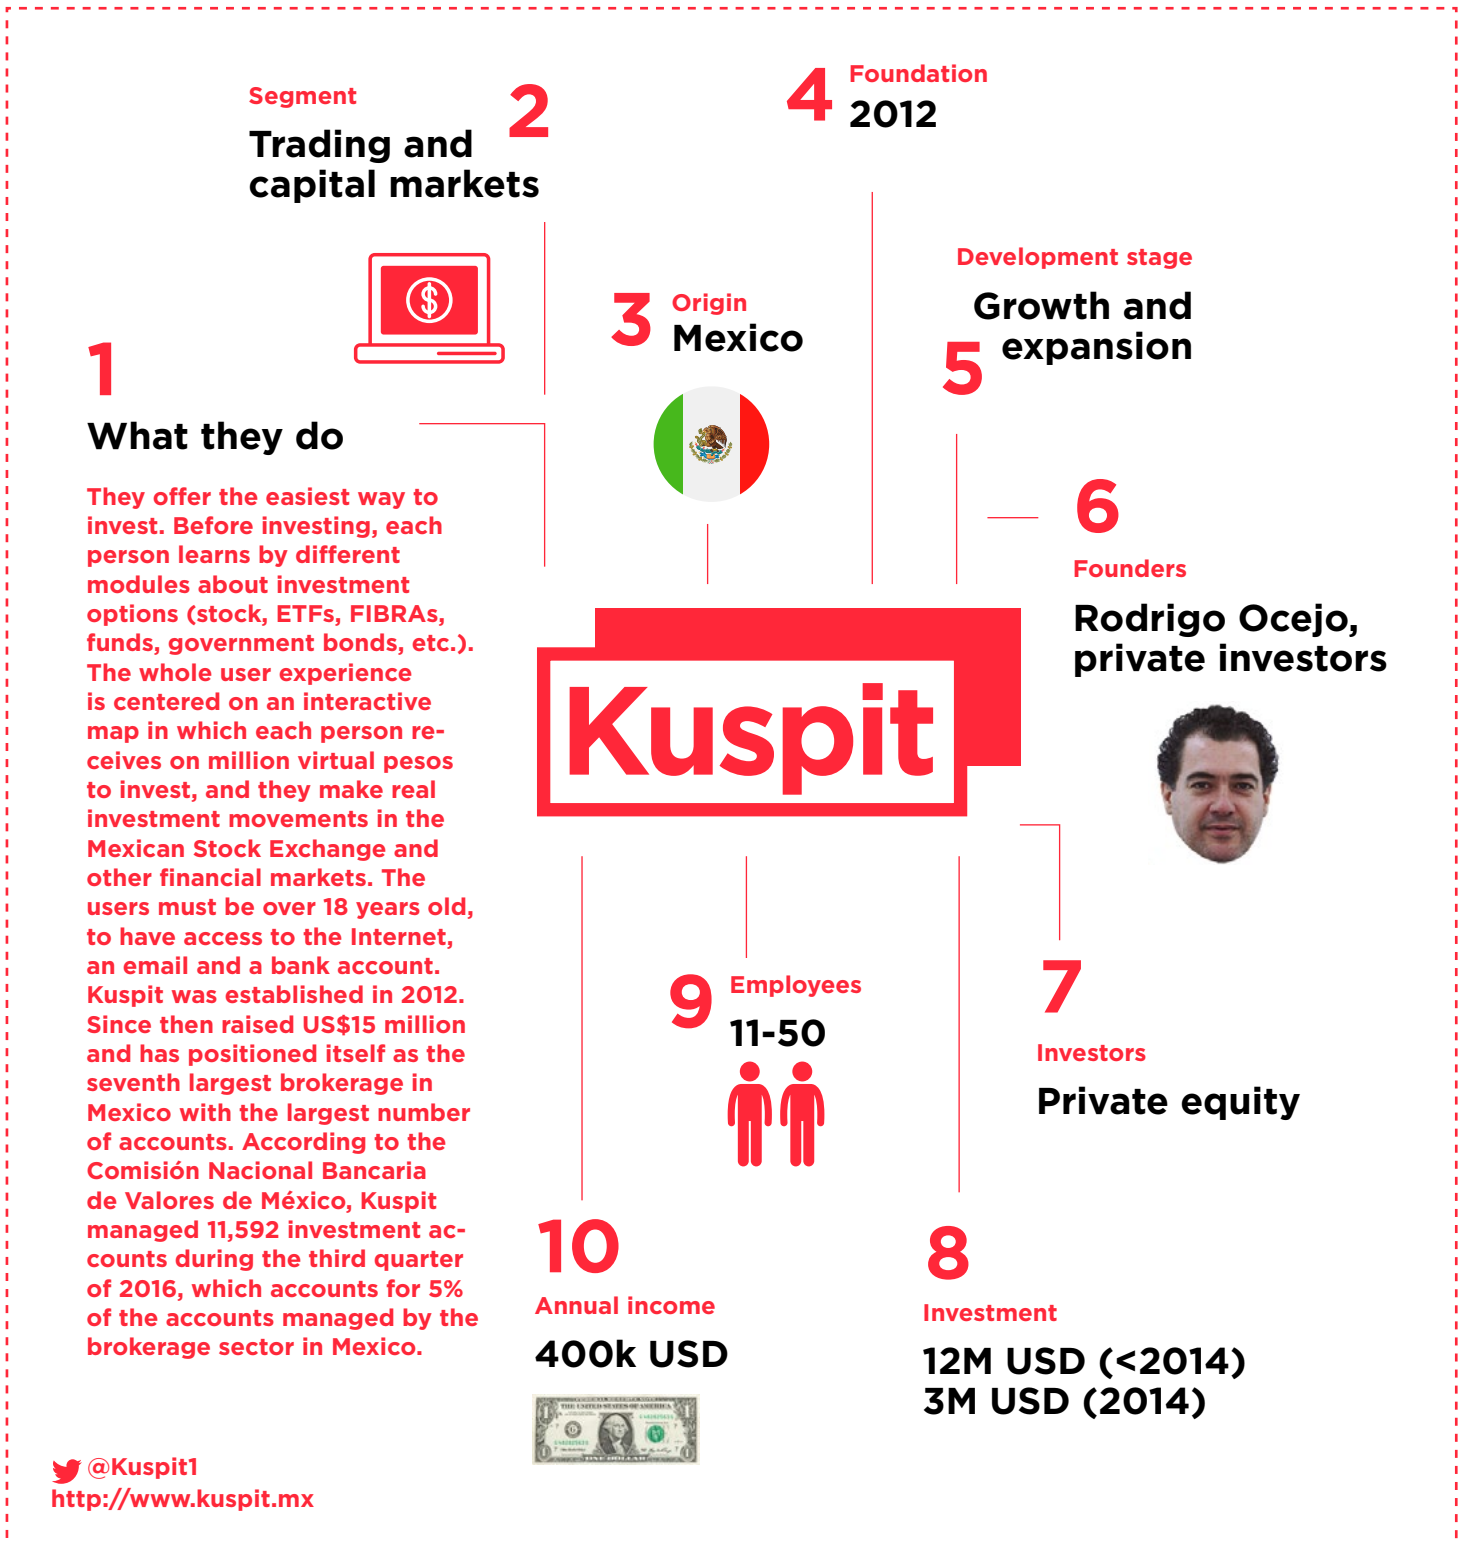 1
What they do
They offer the easiest way to
invest. Before investing, each
person learns by different
modules about investment
options (stock, ETFs, FIBRAs,
funds, government bonds, etc.).
The whole user experience
is centered on an interactive
map in which each person re-
ceives on million virtual pesos
to invest, and they make real
investment movements in the
Mexican Stock Exchange and
other financial markets. The
users must be over 18 years old,
to have access to the Internet,
an email and a bank account.
Kuspit was established in 2012.
Since then raised US$15 million
and has positioned itself as the
seventh largest brokerage in
Mexico with the largest number
of accounts. According to the
Comisión Nacional Bancaria
de Valores de México, Kuspit
managed 11,592 investment ac-
counts during the third quarter
of 2016, which accounts for 5%
of the accounts managed by the
brokerage sector in Mexico.
2
Segment
Trading and
capital markets
$
3
Origin
Mexico
4
Foundation
2012
5
Development stage
Growth and
expansion
6
Founders
Rodrigo Ocejo,
private investors
Kuspit
7
Investors
Private equity
8
Investment
12M USD (<2014)
3M USD (2014)
9
Employees
11-50
10
Annual income
400k USD
THE UNITED STATES OF AMERICA
ONE DOLLAR
@Kuspit1
http://www.kuspit.mx